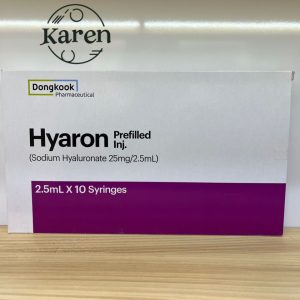 Karen
Dongkook
Pharmaceutical
Hyaron Prefilled Inj.
(Sodium Hyaluronate 25mg/2.5mL)
2.5mL X 10 Syringes